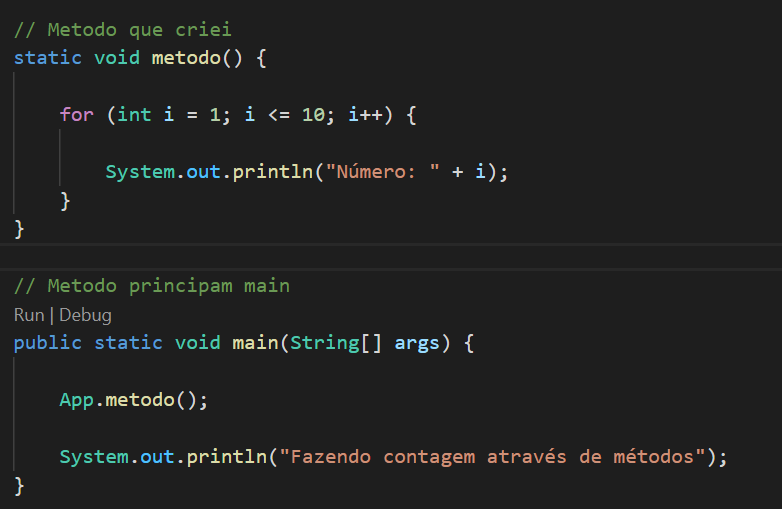 // Metodo que criei
static void metodo() {
for (int i = 1; i <= 10; i++) {
System.out.println("Número: " + i);
}
}
// Metodo principam main
Run | Debug
public static void main(String[] args) {
App.metodo();
System.out.println("Fazendo contagem através de métodos");
}